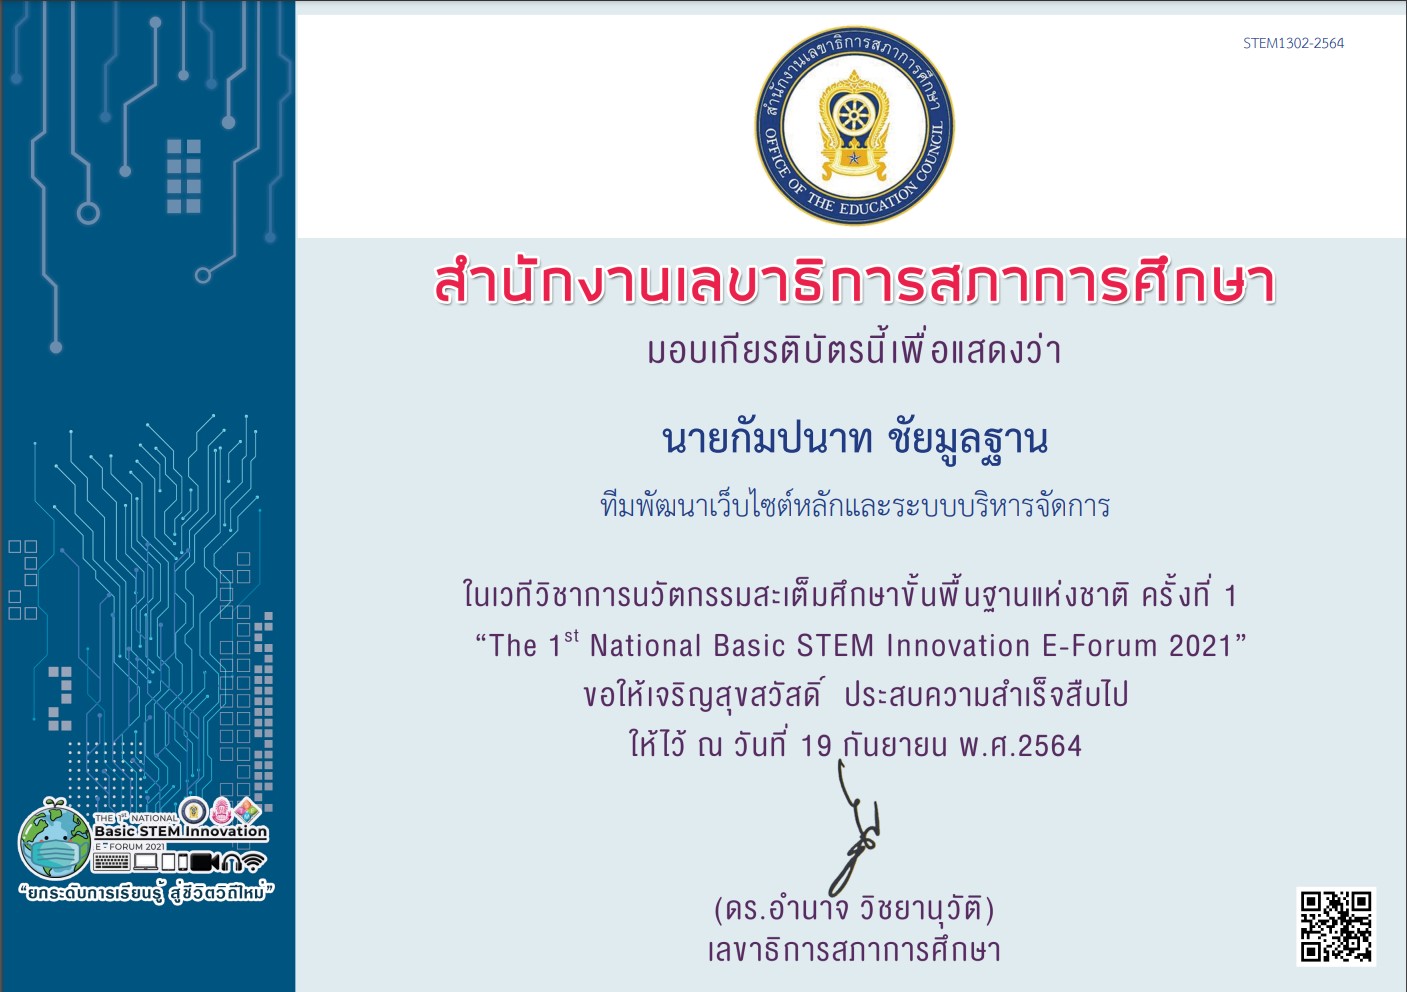 STEM1302-2564
สำนักงานเลขาธิการสภาการศึกษา
OFFICE OF THE EDUCATION COUNCIL
สำนักงานเลขาธิการสภาการศึกษา
มอบเกียรติบัตรนี้เพื่อแสดงว่า
นายกัมปนาท ชัยมูลฐาน
ทีมพัฒนาเว็บไซต์หลักและระบบบริหารจัดการ
ในเวทีวิชาการนวัตกรรมสะเต็มศึกษาขั้นพื้นฐานแห่งชาติ ครั้งที่ 1
“The 1st National Basic STEM Innovation E-Forum 2021”
ขอให้เจริญสุขสวัสดิ์ ประสบความสำเร็จสืบไป
ให้ไว้ ณ วันที่ 19 กันยายน พ.ศ.2564
(ดร.อำนาจ วิชยานุวัติ)
เลขาธิการสภาการศึกษา
THE 1st NATIONAL
Basic STEM Innovation
E-FORUM 2021
“ยกระดับการเรียนรู้ สู่ชีวิตวิถีใหม่”